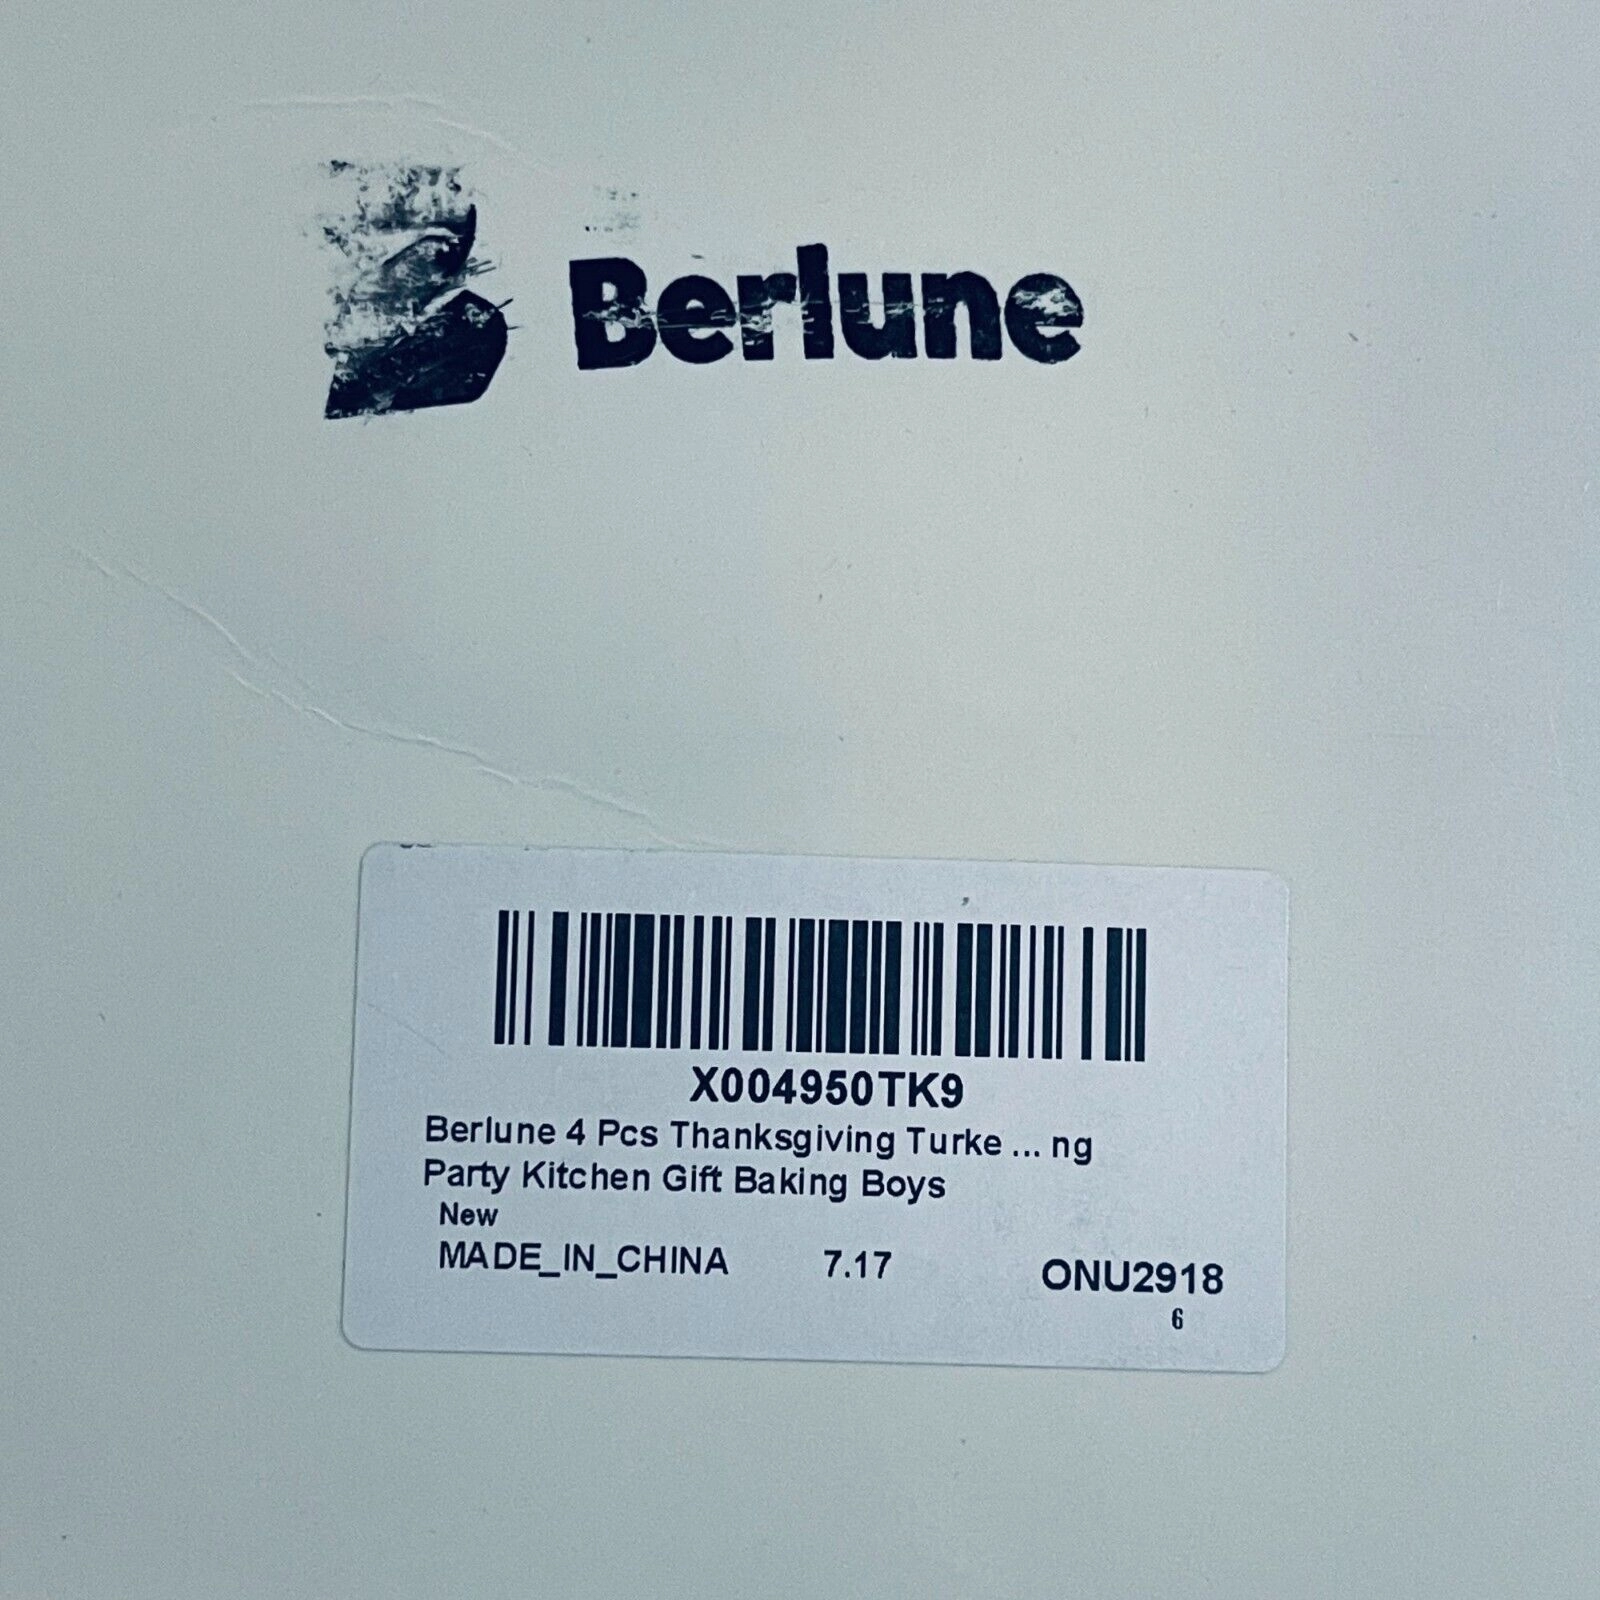 Berlune
X004950TK9
Berlune 4 Pcs Thanksgiving Turke ... ng
Party Kitchen Gift Baking Boys
New
MADE_IN_CHINA 7.17 ONU2918
6